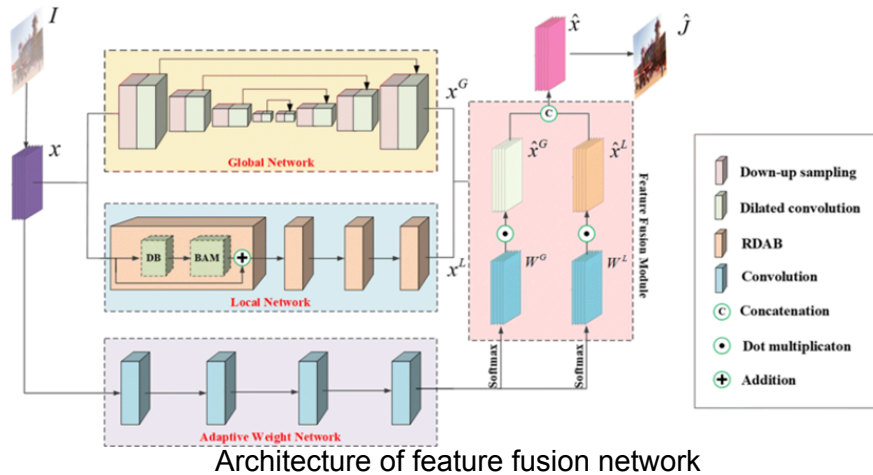 I
x
Global Network
x^G
DB
BAM
Local Network
x^L
Adaptive Weight Network
Softmax
Softmax
W^G
W^L
x̂^G
x̂^L
C
x̂
Ĵ
Feature Fusion Module
Down-up sampling
Dilated convolution
RDAB
Convolution
C Concatenation
Dot multiplicaton
+ Addition
Architecture of feature fusion network